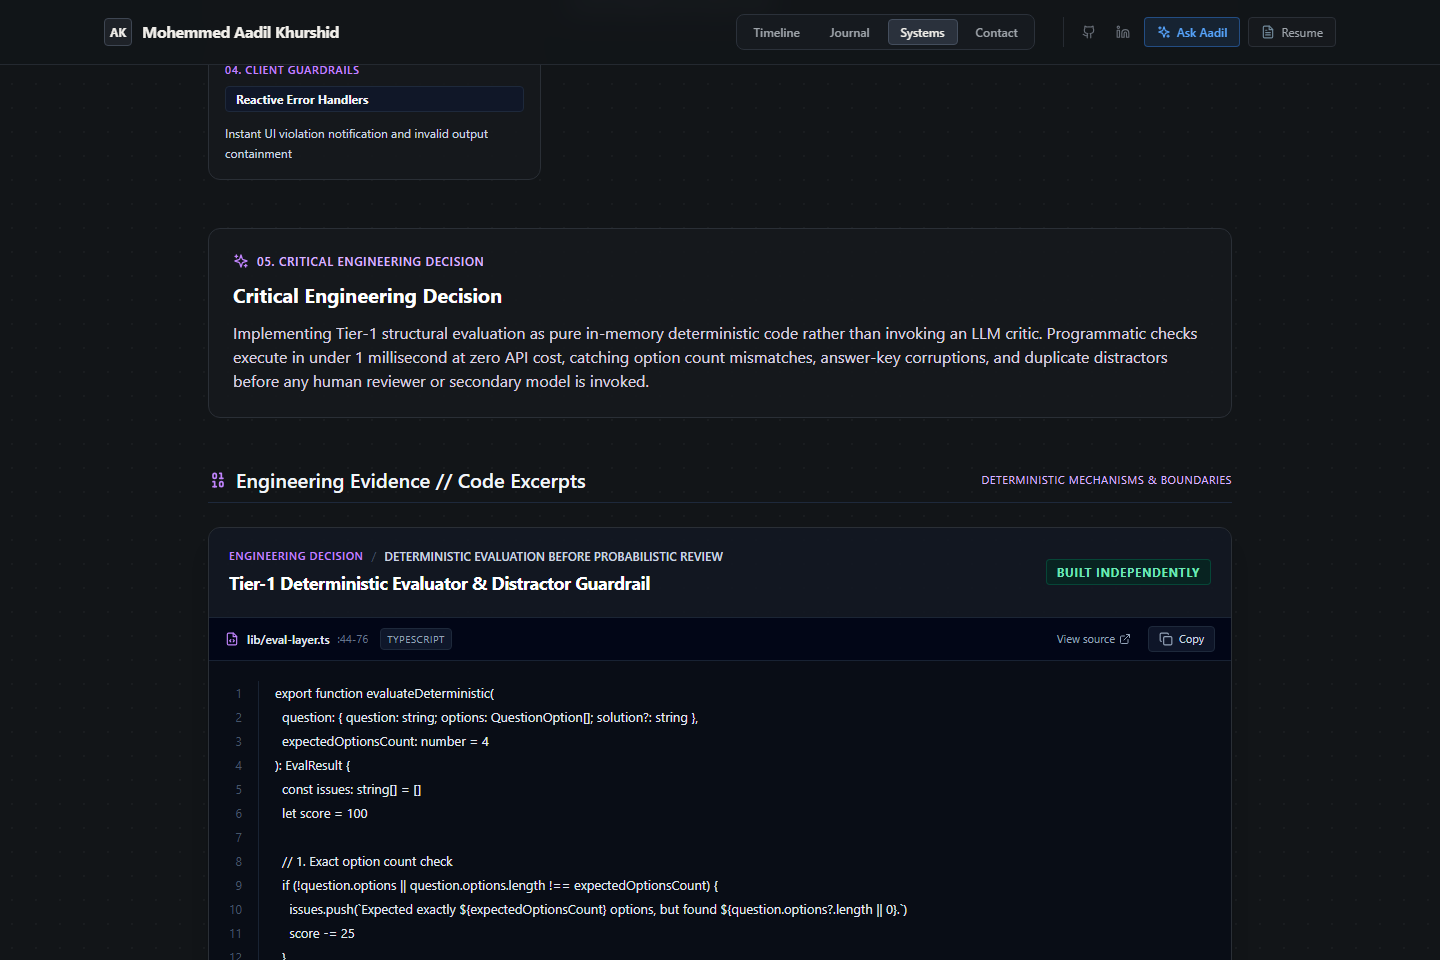 AK Mohemmed Aadil Khurshid Timeline Journal Systems Contact Ask Aadil Resume
04. CLIENT GUARDRAILS
Reactive Error Handlers
Instant UI violation notification and invalid output
containment
05. CRITICAL ENGINEERING DECISION
Critical Engineering Decision
Implementing Tier-1 structural evaluation as pure in-memory deterministic code rather than invoking an LLM critic. Programmatic checks
execute in under 1 millisecond at zero API cost, catching option count mismatches, answer-key corruptions, and duplicate distractors
before any human reviewer or secondary model is invoked.
Engineering Evidence // Code Excerpts DETERMINISTIC MECHANISMS & BOUNDARIES
ENGINEERING DECISION / DETERMINISTIC EVALUATION BEFORE PROBABILISTIC REVIEW
Tier-1 Deterministic Evaluator & Distractor Guardrail BUILT INDEPENDENTLY
lib/eval-layer.ts :44-76 TYPESCRIPT View source Copy
1 export function evaluateDeterministic(
2 question: { question: string; options: QuestionOption[]; solution?: string },
3 expectedOptionsCount: number = 4
4 ): EvalResult {
5 const issues: string[] = []
6 let score = 100
7
8 // 1. Exact option count check
9 if (!question.options || question.options.length !== expectedOptionsCount) {
10 issues.push(`Expected exactly ${expectedOptionsCount} options, but found ${question.options?.length || 0}.`)
11 score -= 25
12 }